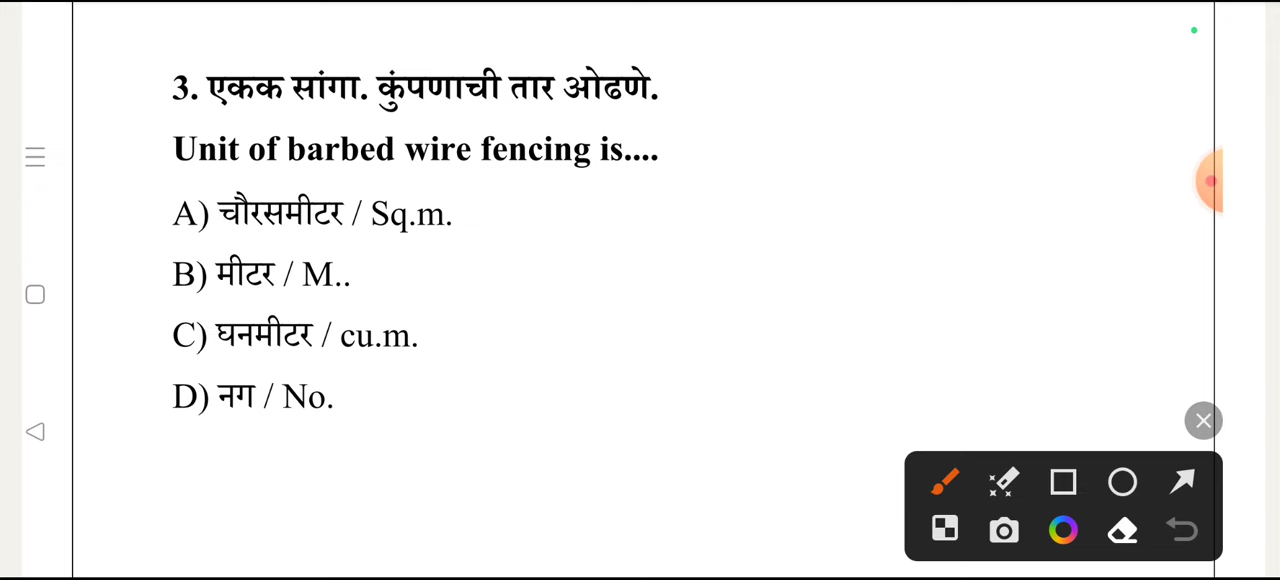 3. एकक सांगा. कुंपणाची तार ओढणे.
Unit of barbed wire fencing is....
A) चौरसमीटर / Sq.m.
B) मीटर / M..
C) घनमीटर / cu.m.
D) नग / No.